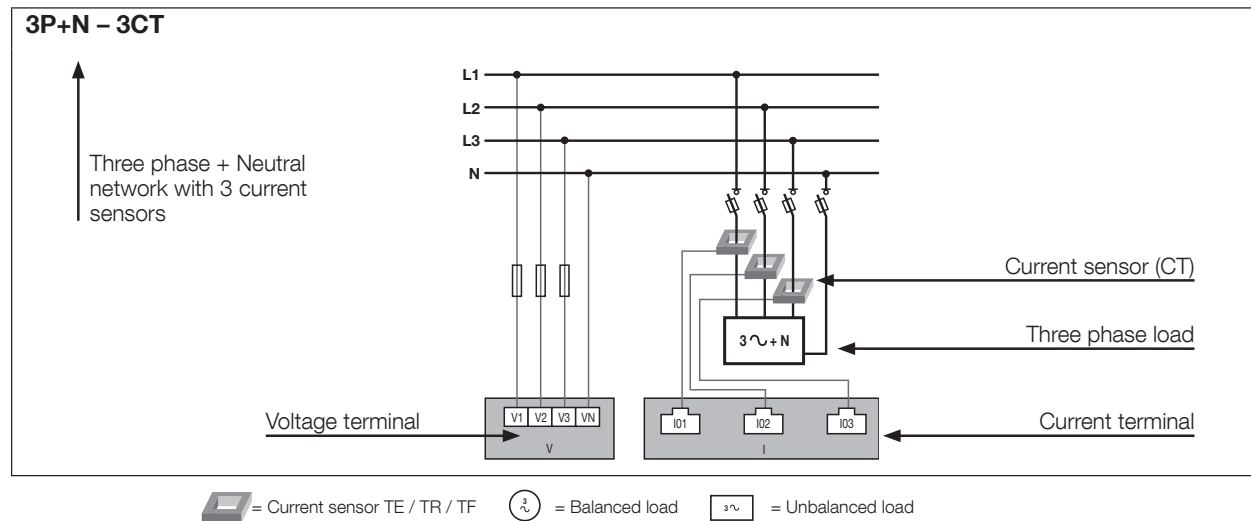 3P+N – 3CT
Three phase + Neutral
network with 3 current
sensors
L1
L2
L3
N
Current sensor (CT)
3 ∿ + N
Three phase load
Voltage terminal
V1 V2 V3 VN
V
I01 I02 I03
I
Current terminal
= Current sensor TE / TR / TF
3
∿
= Balanced load
3∿
= Unbalanced load